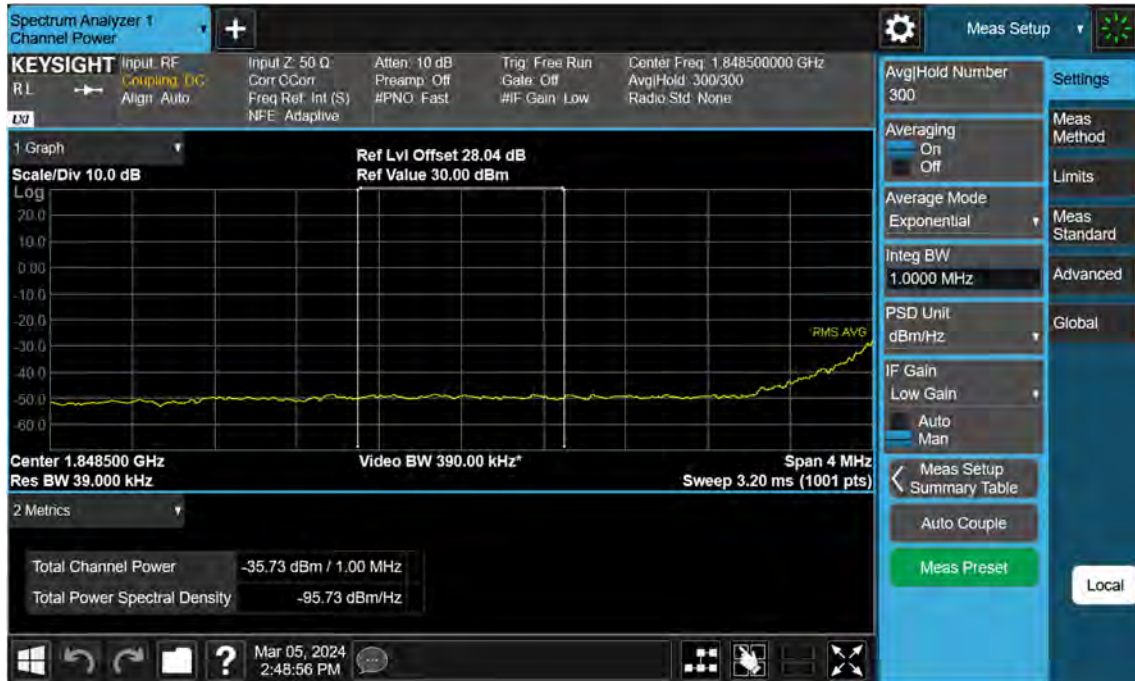 Spectrum Analyzer 1
Channel Power
+
Meas Setup
KEYSIGHT
RL
LXI
Input: RF
Coupling: DC
Align: Auto
Input Z: 50 Ω
Corr CCorr
Freq Ref: Int (S)
NFE: Adaptive
Atten: 10 dB
Preamp: Off
#PNO: Fast
Trig: Free Run
Gate: Off
#IF Gain: Low
Center Freq: 1.848500000 GHz
Avg|Hold: 300/300
Radio Std: None
1 Graph
Scale/Div 10.0 dB
Ref Lvl Offset 28.04 dB
Ref Value 30.00 dBm
Log
20.0
10.0
0.00
-10.0
-20.0
-30.0
-40.0
-50.0
-60.0
RMS AVG
Center 1.848500 GHz
Video BW 390.00 kHz*
Span 4 MHz
Res BW 39.000 kHz
Sweep 3.20 ms (1001 pts)
2 Metrics
Total Channel Power -35.73 dBm / 1.00 MHz
Total Power Spectral Density -95.73 dBm/Hz
Avg|Hold Number
300
Averaging
On
Off
Average Mode
Exponential
Integ BW
1.0000 MHz
PSD Unit
dBm/Hz
IF Gain
Low Gain
Auto
Man
Meas Setup
Summary Table
Auto Couple
Meas Preset
Settings
Meas
Method
Limits
Meas
Standard
Advanced
Global
Local
?
Mar 05, 2024
2:48:56 PM